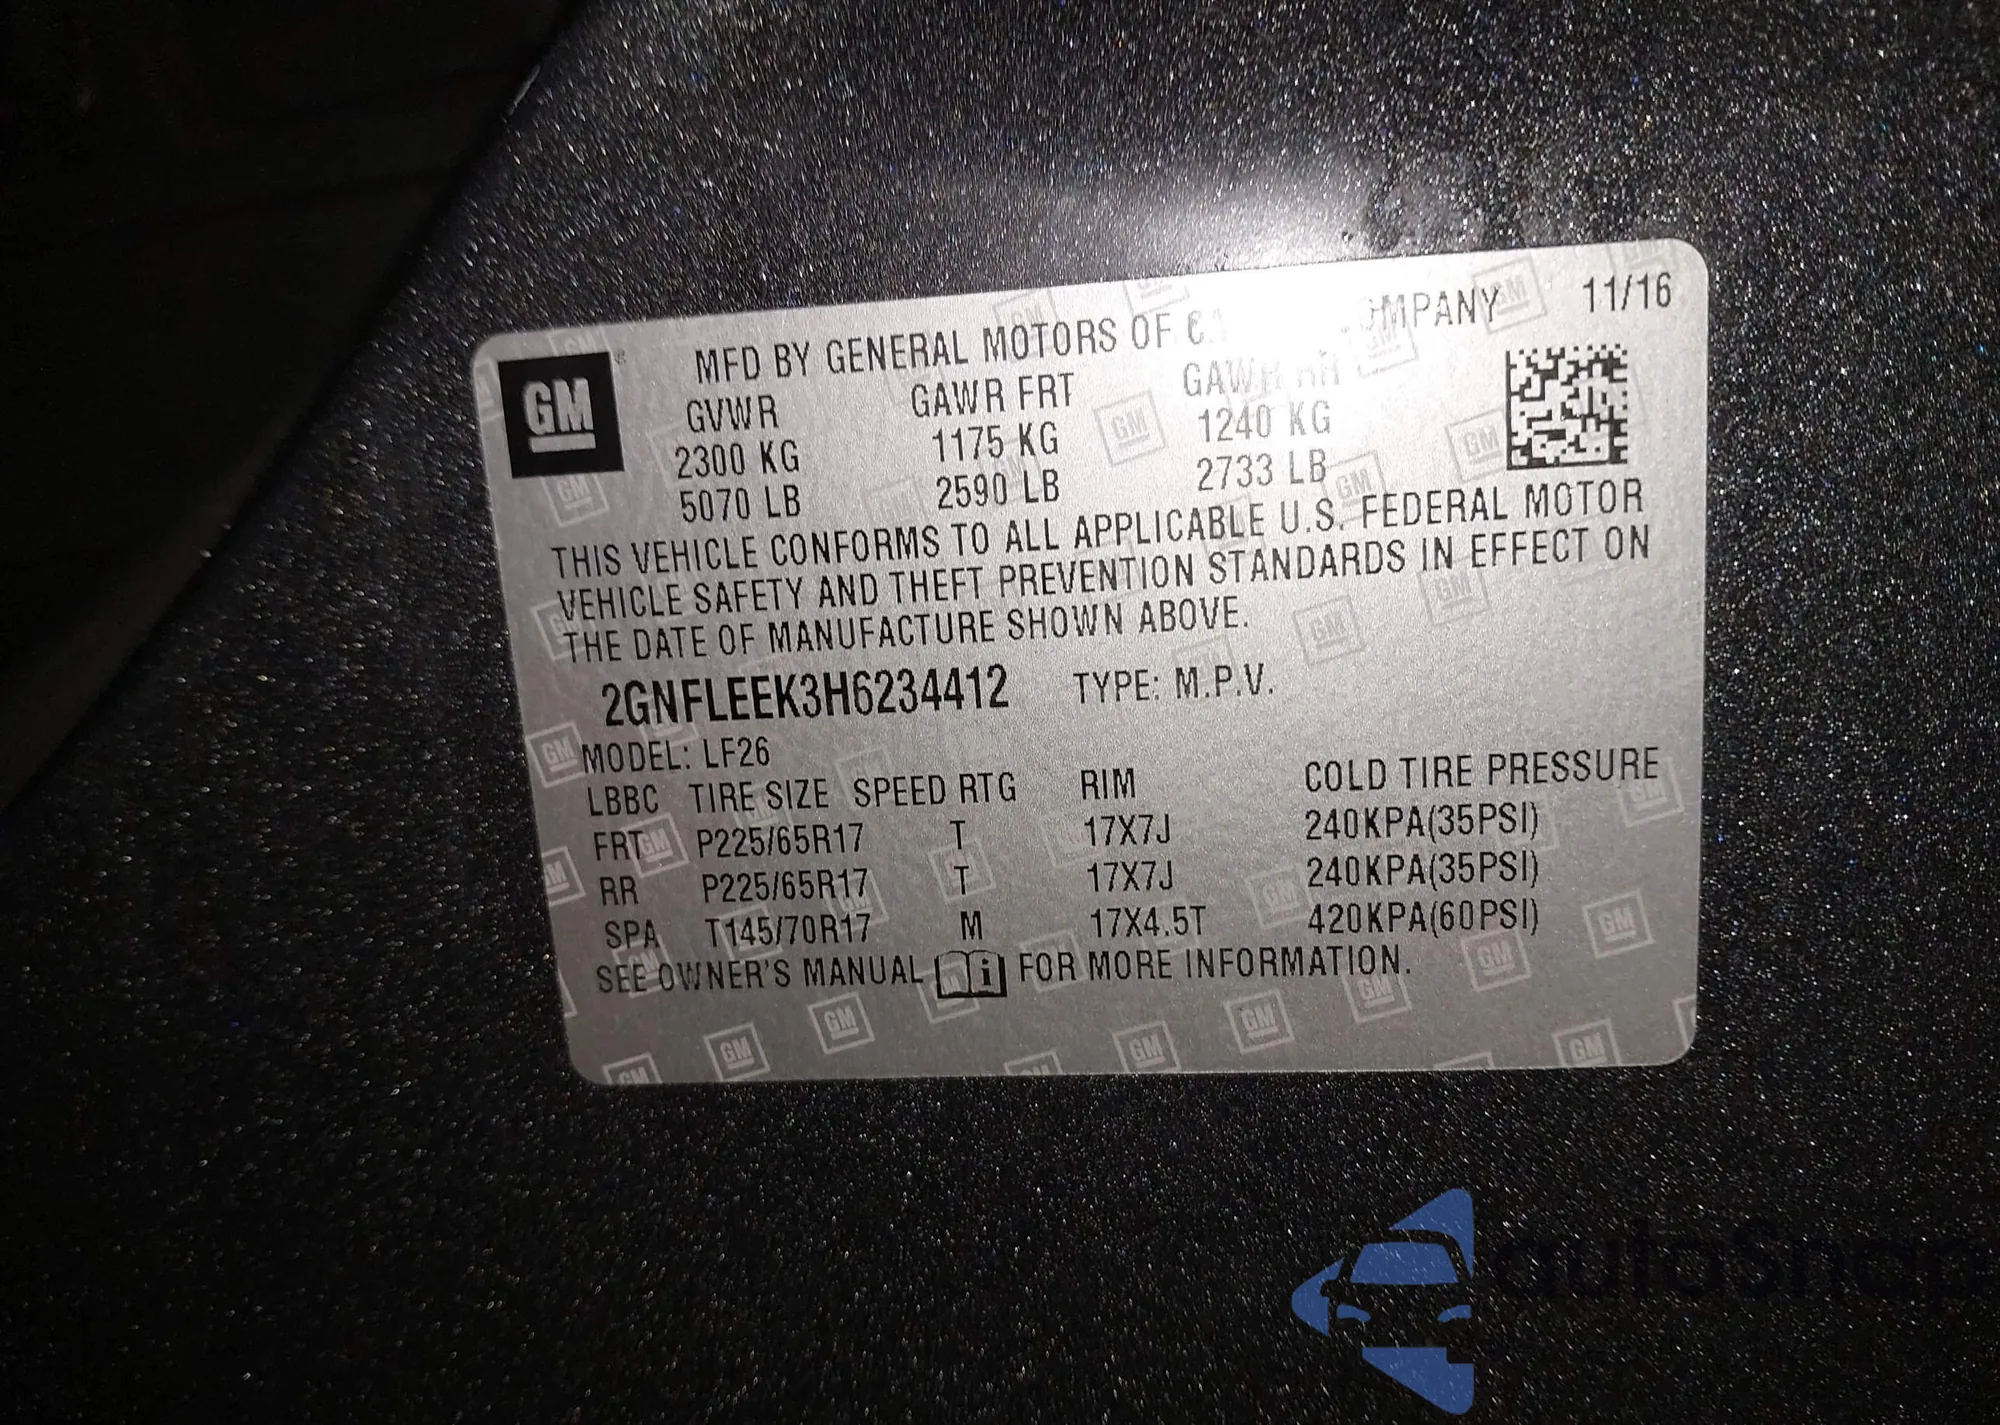 GM
MFD BY GENERAL MOTORS OF COMPANY 11/16
GVWR GAWR FRT GAWR RR
2300 KG 1175 KG 1240 KG
5070 LB 2590 LB 2733 LB
THIS VEHICLE CONFORMS TO ALL APPLICABLE U.S. FEDERAL MOTOR
VEHICLE SAFETY AND THEFT PREVENTION STANDARDS IN EFFECT ON
THE DATE OF MANUFACTURE SHOWN ABOVE.
2GNFLEEK3H6234412 TYPE: M.P.V.
MODEL: LF26
LBBC TIRE SIZE SPEED RTG RIM COLD TIRE PRESSURE
FRT P225/65R17 T 17X7J 240KPA(35PSI)
RR P225/65R17 T 17X7J 240KPA(35PSI)
SPA T145/70R17 M 17X4.5T 420KPA(60PSI)
SEE OWNER'S MANUAL FOR MORE INFORMATION.
autoSnap